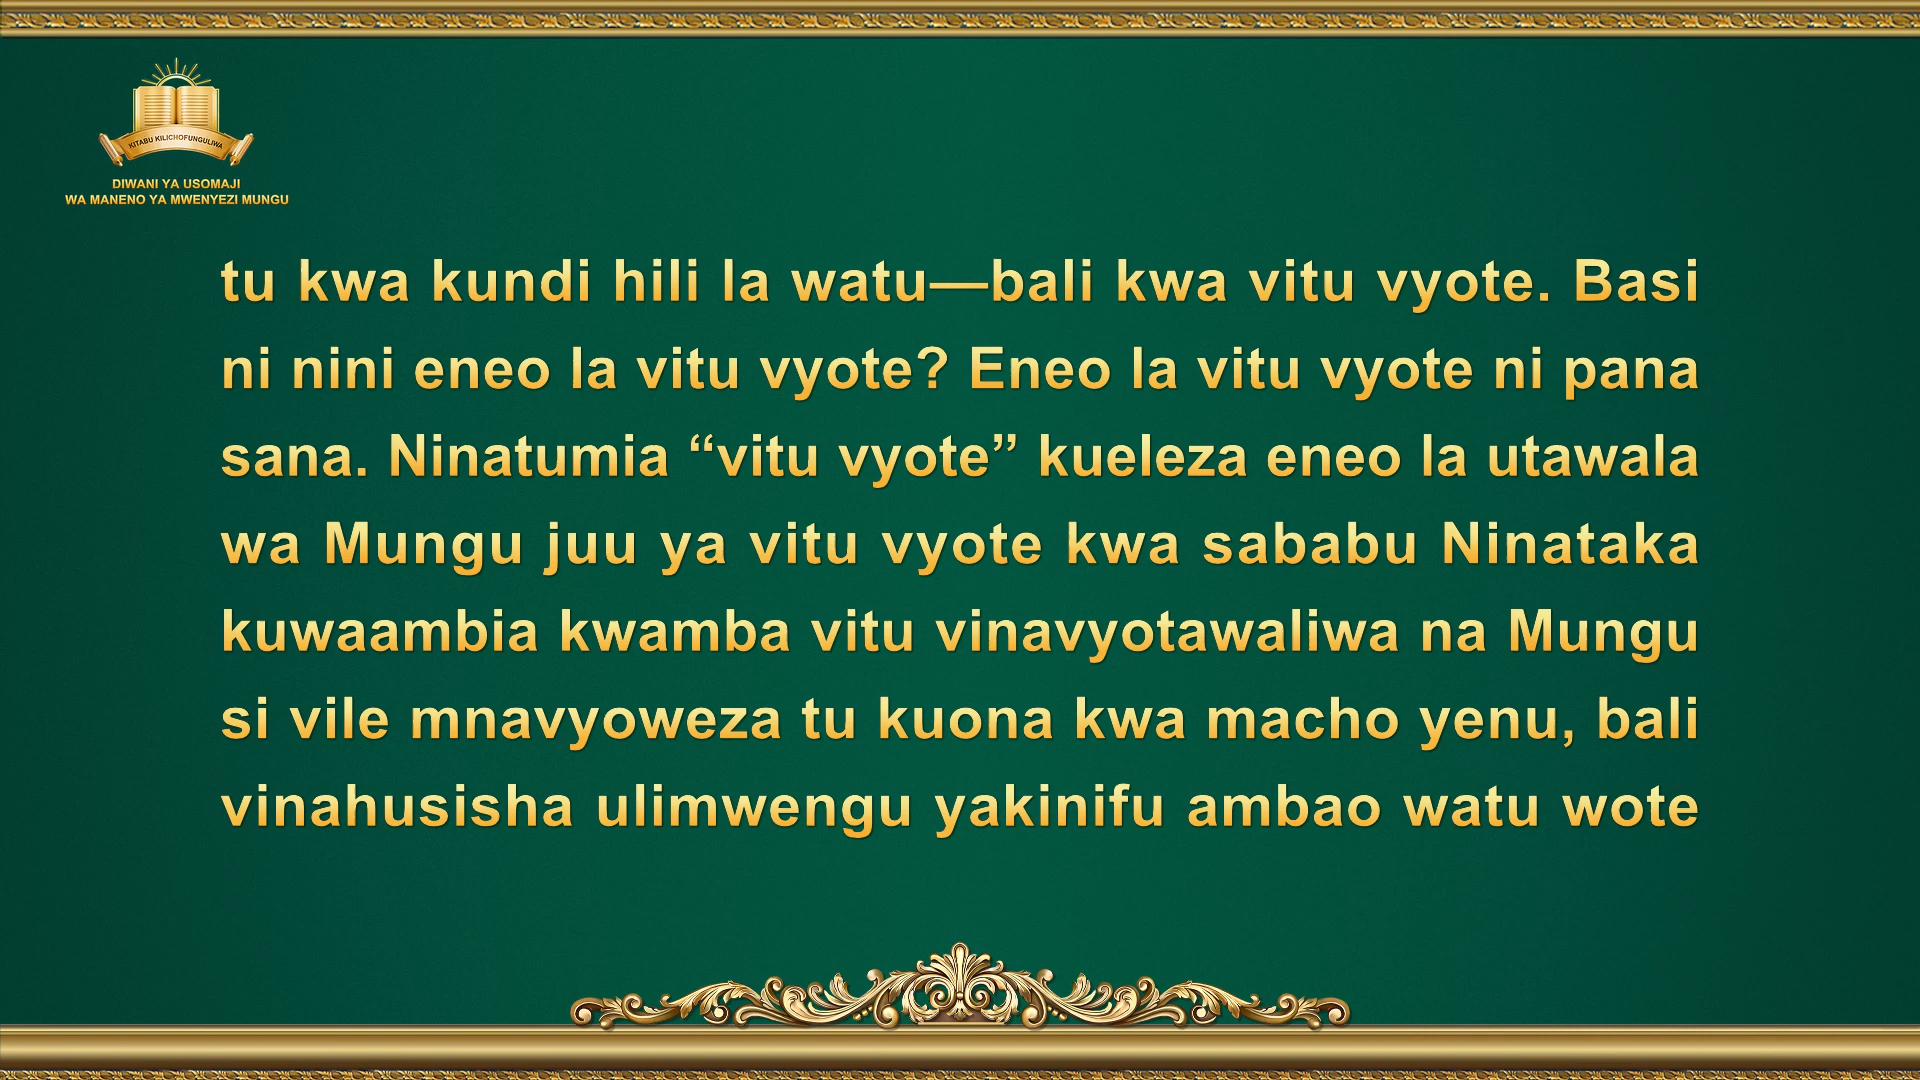 KITABU KILICHOFUNGULIWA
DIWANI YA USOMAJI
WA MANENO YA MWENYEZI MUNGU
tu kwa kundi hili la watu—bali kwa vitu vyote. Basi
ni nini eneo la vitu vyote? Eneo la vitu vyote ni pana
sana. Ninatumia “vitu vyote” kueleza eneo la utawala
wa Mungu juu ya vitu vyote kwa sababu Ninataka
kuwaambia kwamba vitu vinavyotawaliwa na Mungu
si vile mnavyoweza tu kuona kwa macho yenu, bali
vinahusisha ulimwengu yakinifu ambao watu wote